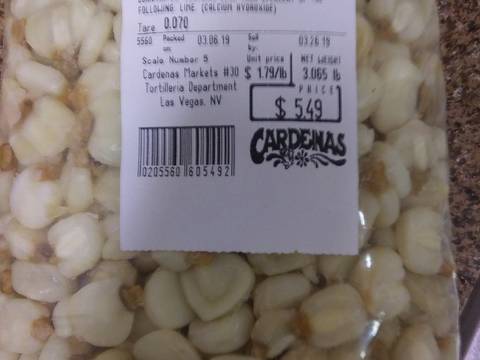 FOLLOWING: LIME (CALCIUM HYDROXIDE)
Tare 0.070
5560 Packed on: 03.06.19 Sell by: 03.26.19
Scale Number 5 Unit price NET WEIGHT
Cardenas Markets #30 $ 1.79/lb 3.065 lb
Tortilleria Department PRICE
Las Vegas, NV $ 5.49
CARDENAS
0205560 605492